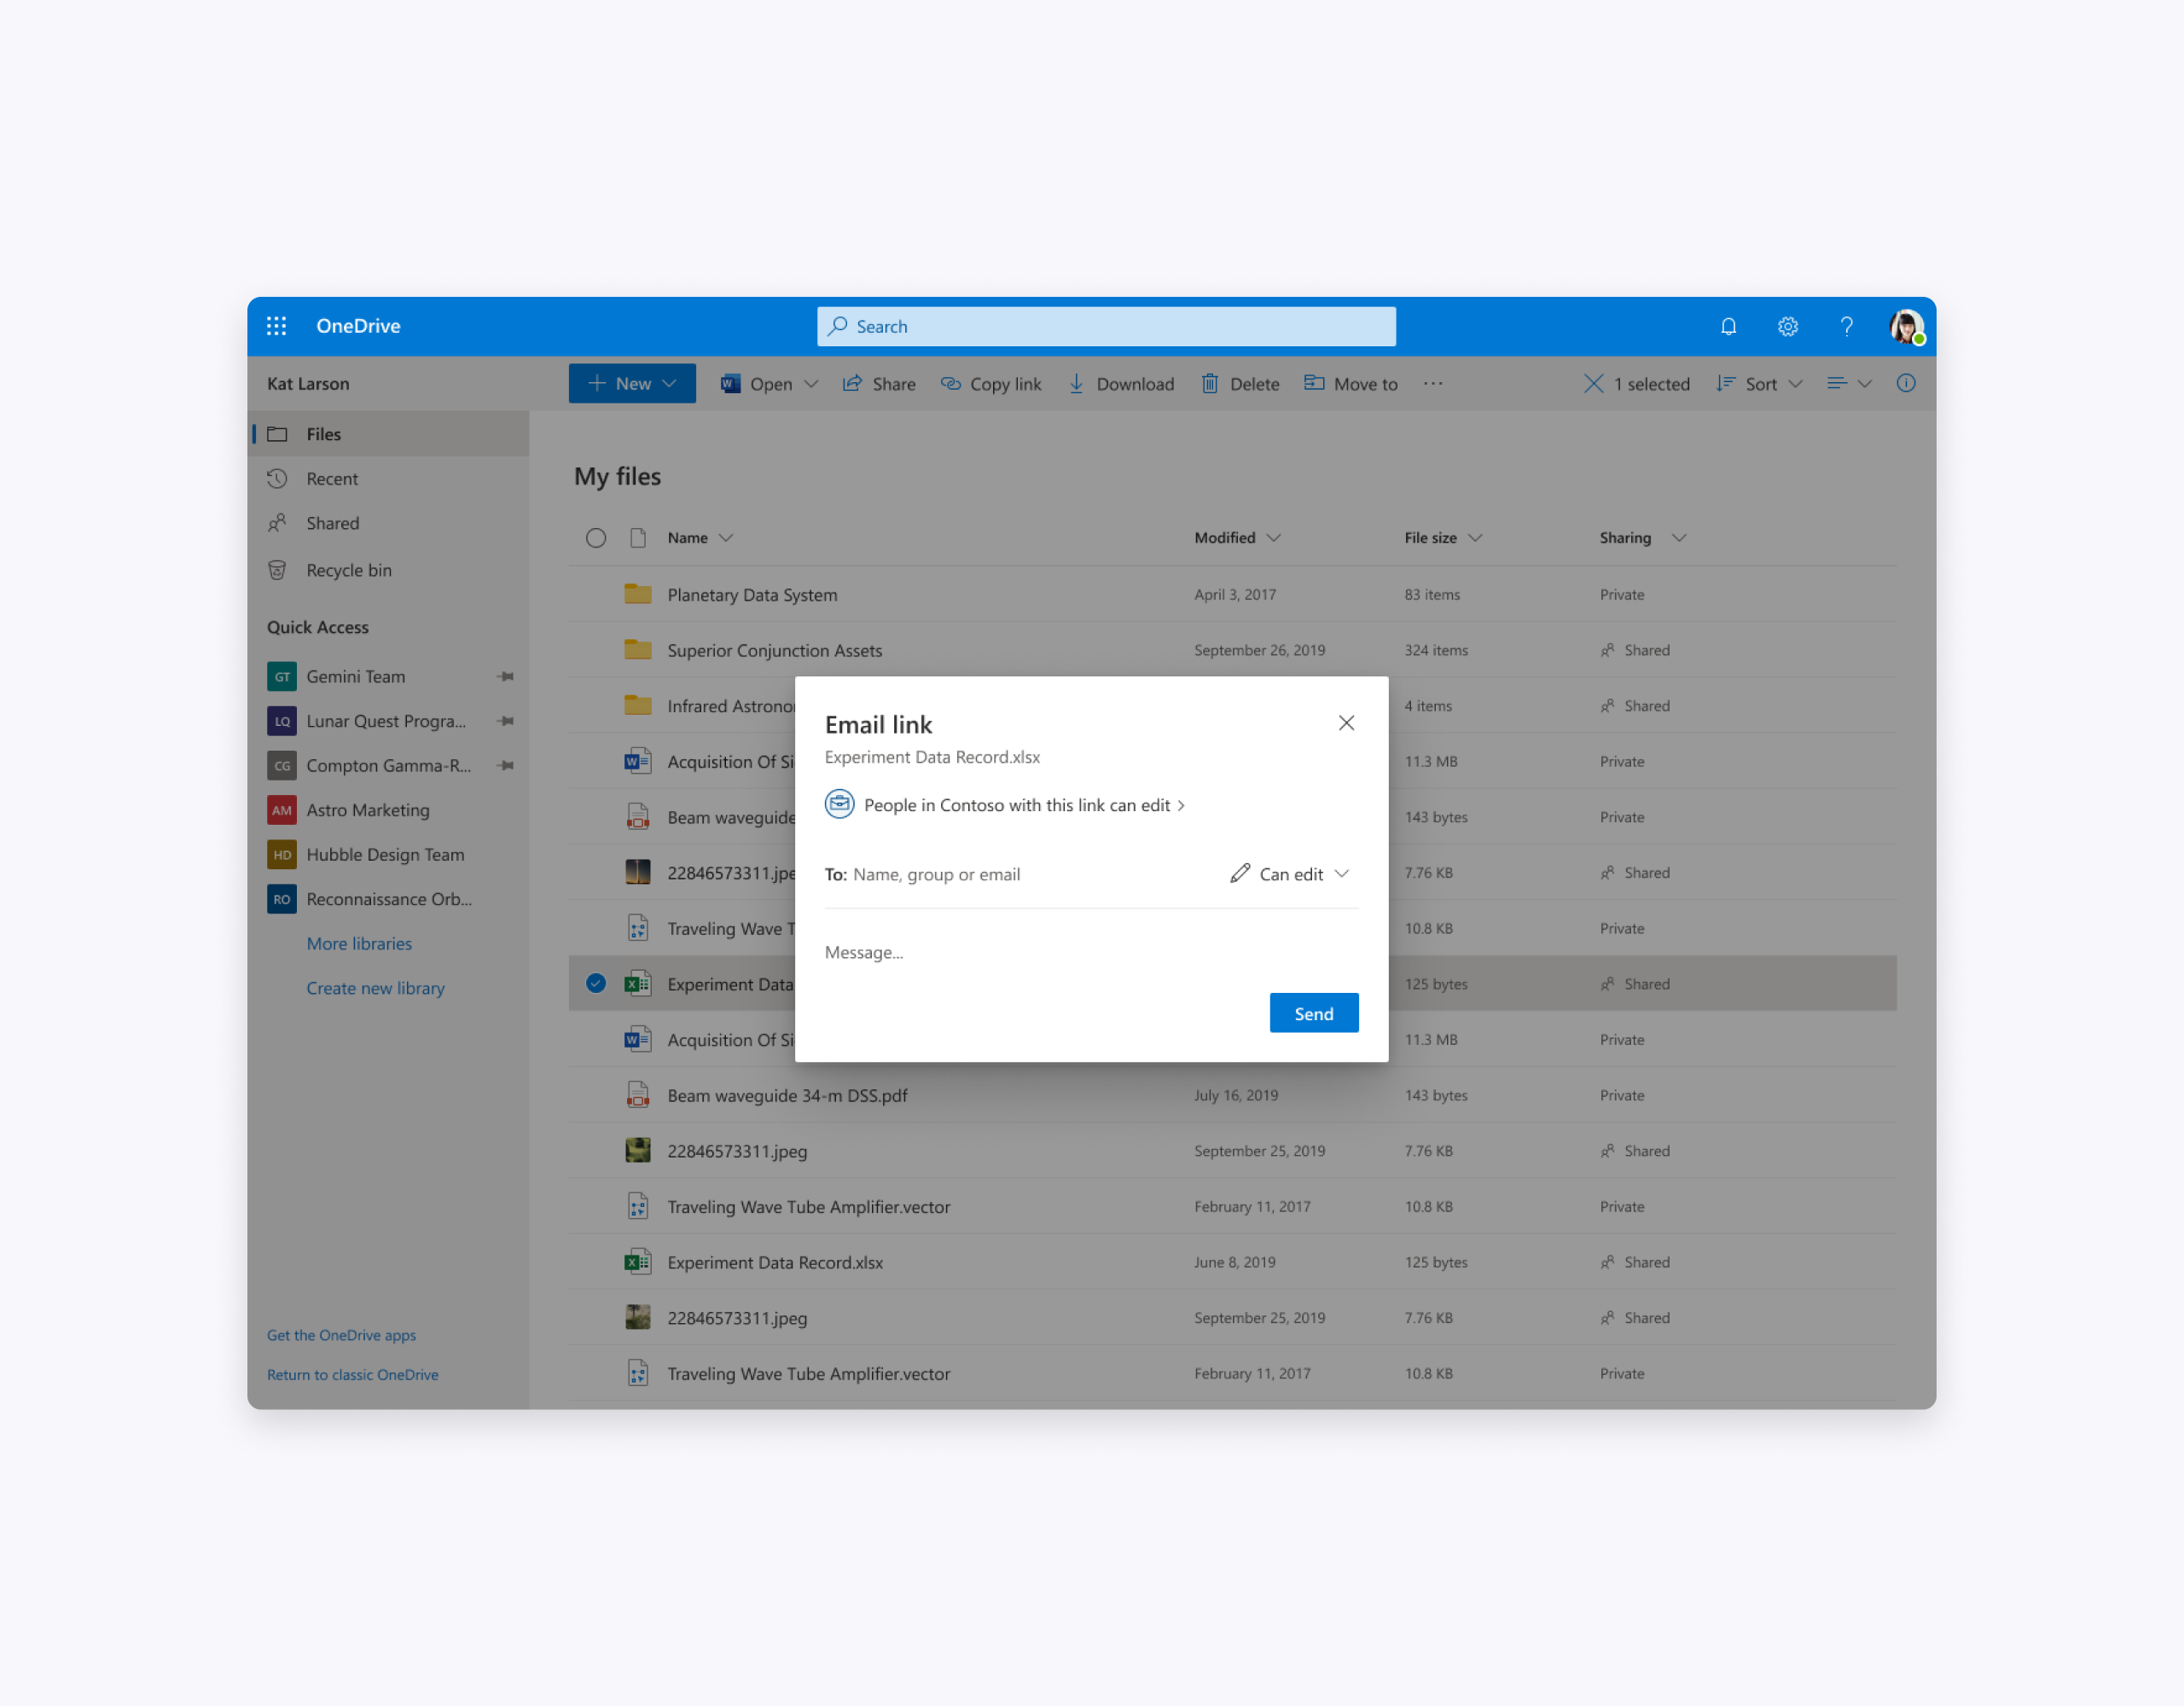 OneDrive
Search
Kat Larson
New
Open
Share
Copy link
Download
Delete
Move to
1 selected
Sort
Files
Recent
Shared
Recycle bin
Quick Access
GT Gemini Team
LQ Lunar Quest Progra...
CG Compton Gamma-R...
AM Astro Marketing
HD Hubble Design Team
RO Reconnaissance Orb...
More libraries
Create new library
Get the OneDrive apps
Return to classic OneDrive
My files
Name Modified File size Sharing
Planetary Data System April 3, 2017 83 items Private
Superior Conjunction Assets September 26, 2019 324 items Shared
Infrared Astrono 4 items Shared
Acquisition Of Si 11.3 MB Private
Beam waveguide 143 bytes Private
22846573311.jpe 7.76 KB Shared
Traveling Wave T 10.8 KB Private
Experiment Data 125 bytes Shared
Acquisition Of Si 11.3 MB Private
Beam waveguide 34-m DSS.pdf July 16, 2019 143 bytes Private
22846573311.jpeg September 25, 2019 7.76 KB Shared
Traveling Wave Tube Amplifier.vector February 11, 2017 10.8 KB Private
Experiment Data Record.xlsx June 8, 2019 125 bytes Shared
22846573311.jpeg September 25, 2019 7.76 KB Shared
Traveling Wave Tube Amplifier.vector February 11, 2017 10.8 KB Private
Email link
Experiment Data Record.xlsx
People in Contoso with this link can edit
To: Name, group or email Can edit
Message...
Send